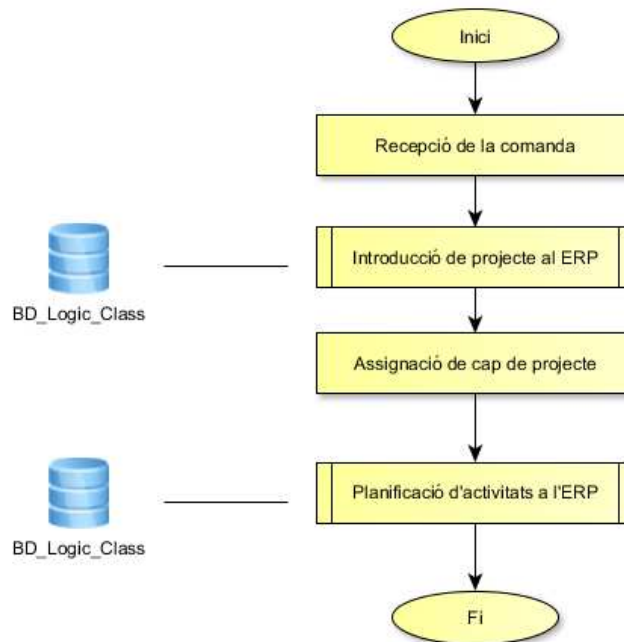 Inici
Recepció de la comanda
Introducció de projecte al ERP
BD_Logic_Class
Assignació de cap de projecte
Planificació d'activitats a l'ERP
BD_Logic_Class
Fi